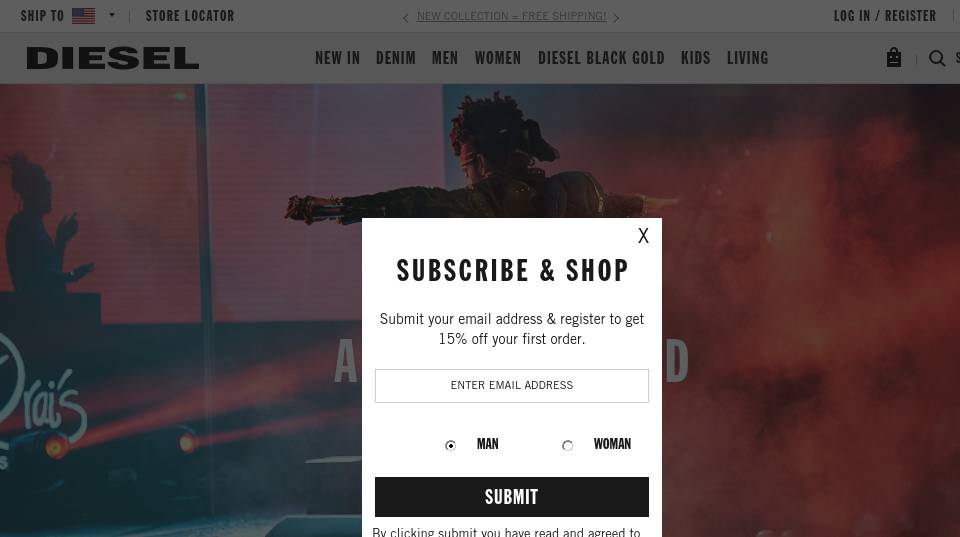 SHIP TO
STORE LOCATOR
NEW COLLECTION = FREE SHIPPING!
LOG IN / REGISTER
DIESEL
NEW IN DENIM MEN WOMEN DIESEL BLACK GOLD KIDS LIVING
X
SUBSCRIBE & SHOP
Submit your email address & register to get
15% off your first order.
ENTER EMAIL ADDRESS
MAN WOMAN
SUBMIT
By clicking submit you have read and agreed to